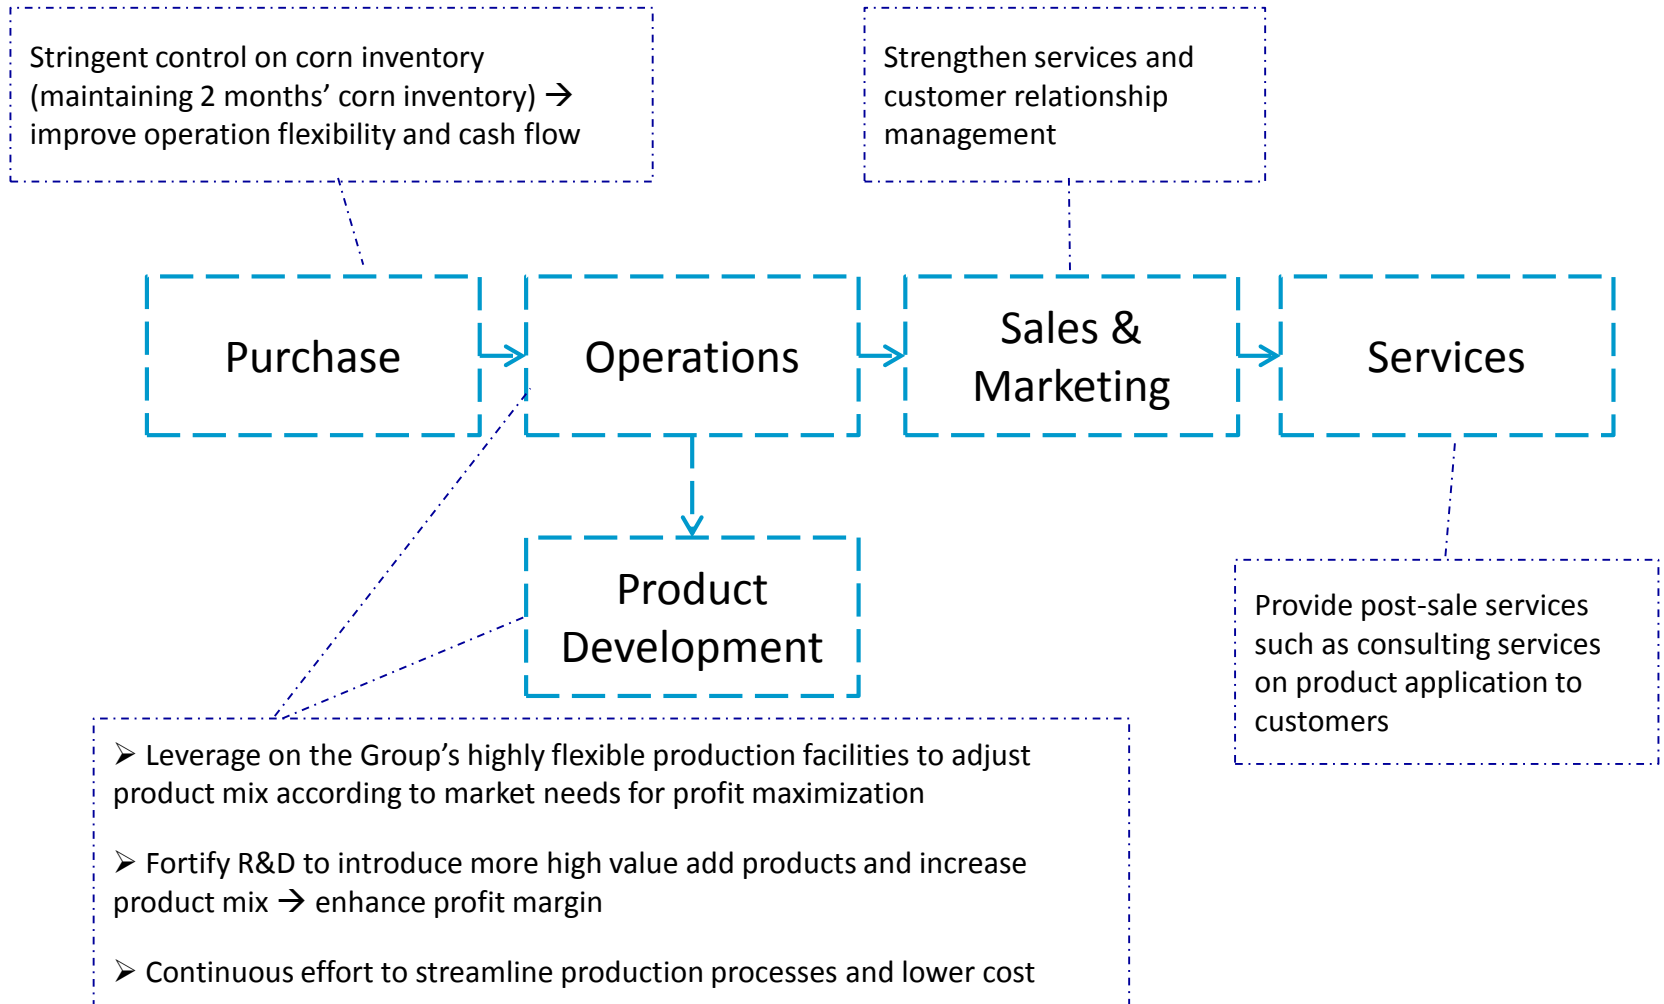 Stringent control on corn inventory
(maintaining 2 months’ corn inventory) →
improve operation flexibility and cash flow
Strengthen services and
customer relationship
management
Purchase
Operations
Sales &
Marketing
Services
Product
Development
Provide post-sale services
such as consulting services
on product application to
customers
➢ Leverage on the Group’s highly flexible production facilities to adjust
product mix according to market needs for profit maximization
➢ Fortify R&D to introduce more high value add products and increase
product mix → enhance profit margin
➢ Continuous effort to streamline production processes and lower cost